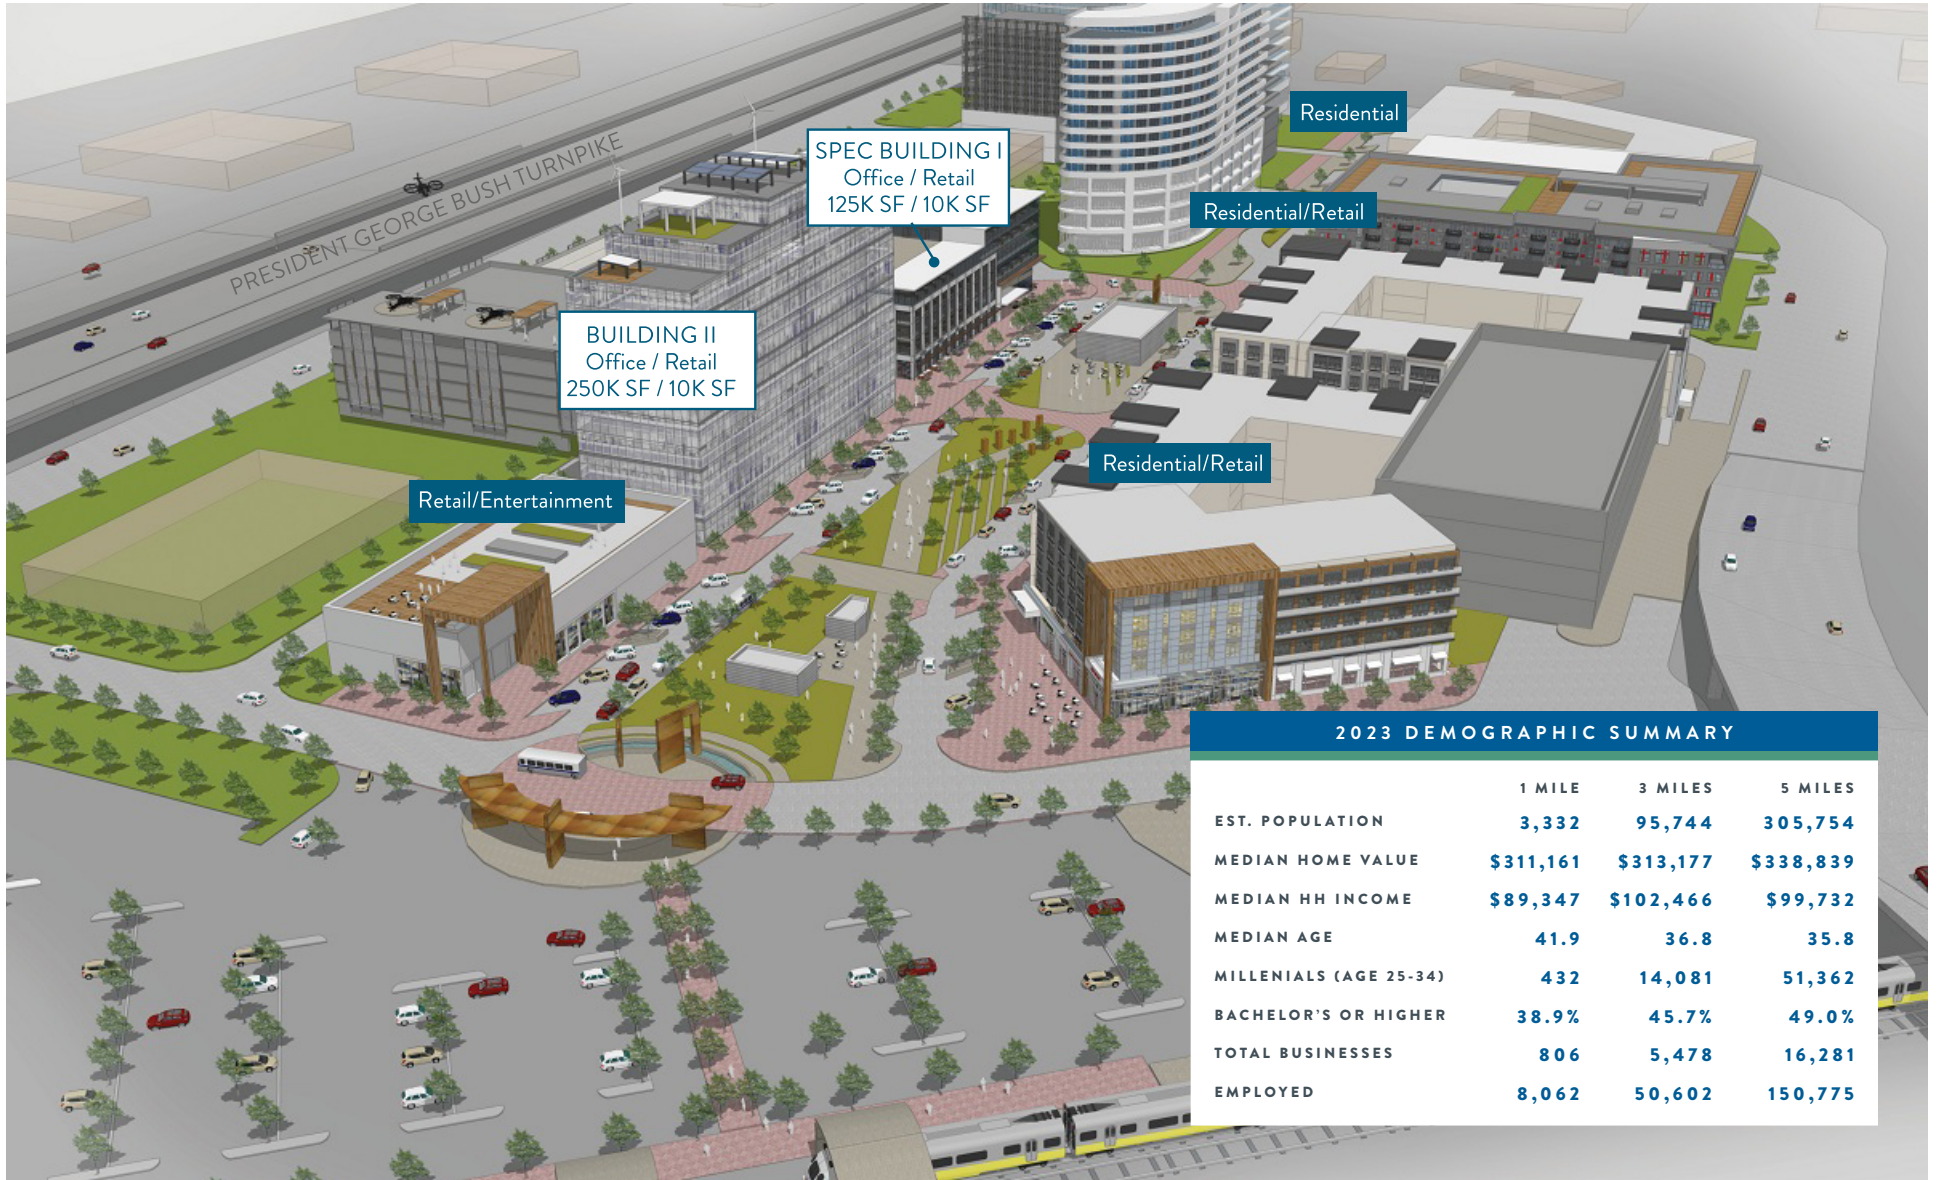 Residential
SPEC BUILDING I
Office / Retail
125K SF / 10K SF
PRESIDENT GEORGE BUSH TURNPIKE
Residential/Retail
BUILDING II
Office / Retail
250K SF / 10K SF
Residential/Retail
Retail/Entertainment
2023 DEMOGRAPHIC SUMMARY
1 MILE 3 MILES 5 MILES
EST. POPULATION 3,332 95,744 305,754
MEDIAN HOME VALUE $311,161 $313,177 $338,839
MEDIAN HH INCOME $89,347 $102,466 $99,732
MEDIAN AGE 41.9 36.8 35.8
MILLENIALS (AGE 25-34) 432 14,081 51,362
BACHELOR'S OR HIGHER 38.9% 45.7% 49.0%
TOTAL BUSINESSES 806 5,478 16,281
EMPLOYED 8,062 50,602 150,775